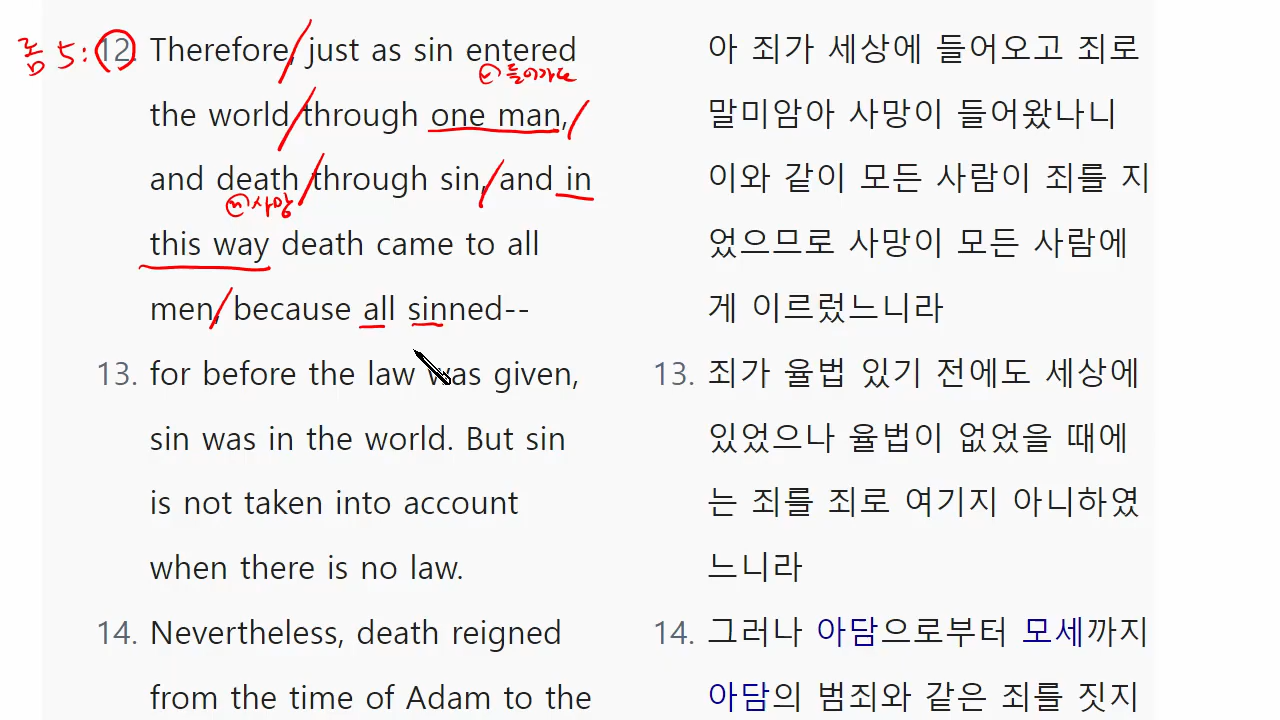 롬 5:12. Therefore, just as sin entered
ⓥ 들어가다
the world through one man,
and death through sin, and in
ⓝ 사망
this way death came to all
men, because all sinned--
13. for before the law was given,
sin was in the world. But sin
is not taken into account
when there is no law.
14. Nevertheless, death reigned
from the time of Adam to the
아 죄가 세상에 들어오고 죄로
말미암아 사망이 들어왔나니
이와 같이 모든 사람이 죄를 지
었으므로 사망이 모든 사람에
게 이르렀느니라
13. 죄가 율법 있기 전에도 세상에
있었으나 율법이 없었을 때에
는 죄를 죄로 여기지 아니하였
느니라
14. 그러나 아담으로부터 모세까지
아담의 범죄와 같은 죄를 짓지